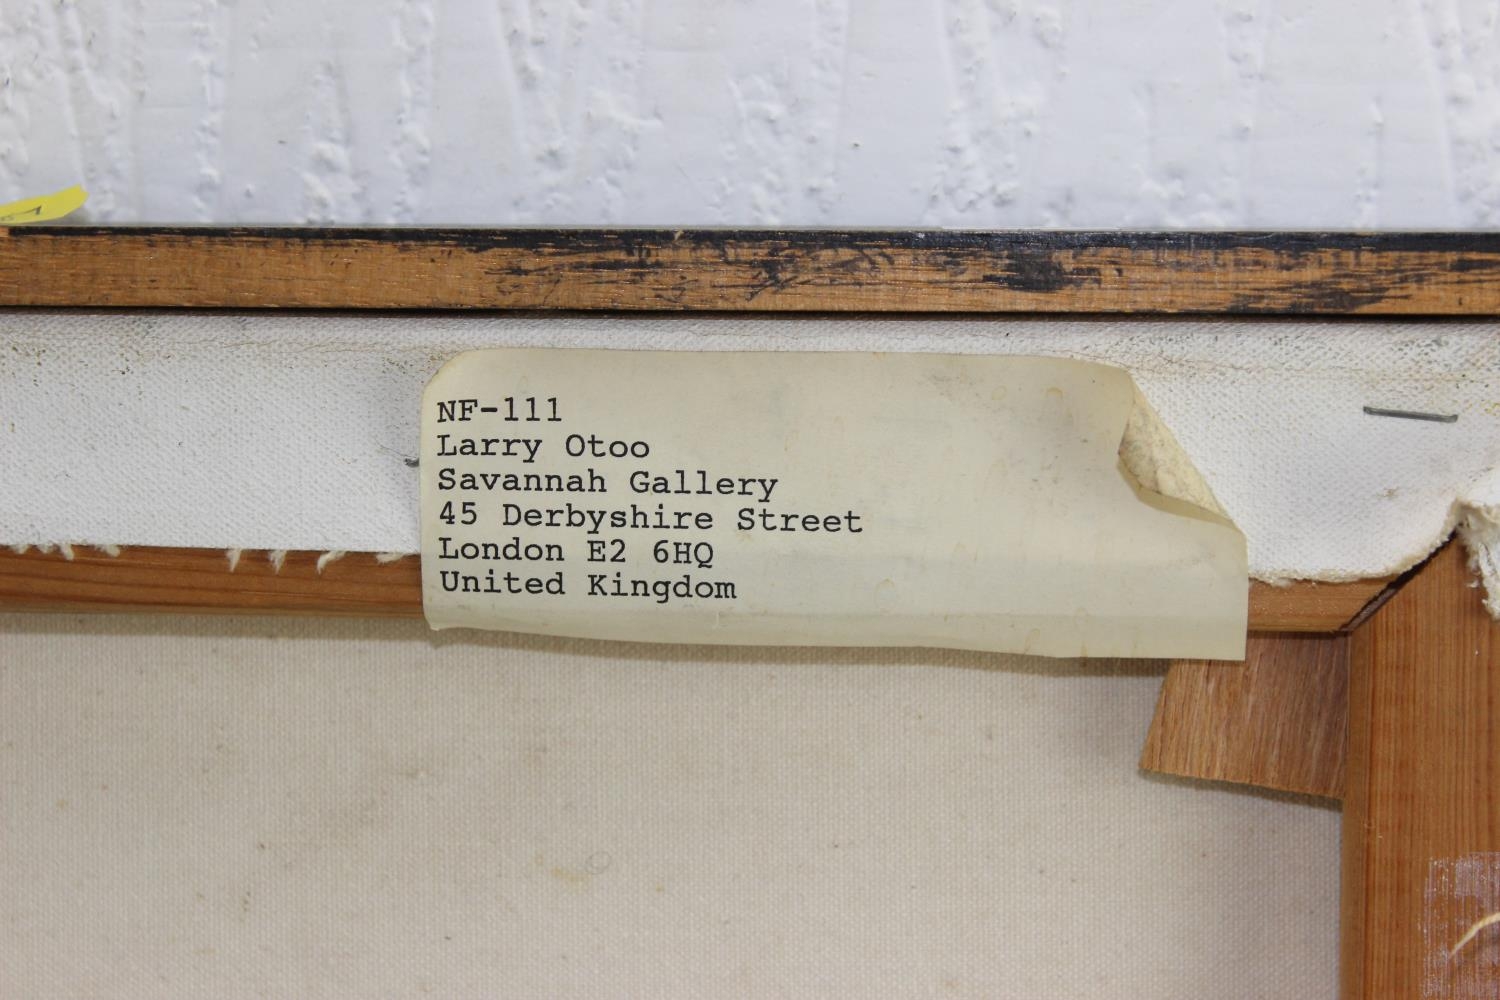 NF-111
Larry Otoo
Savannah Gallery
45 Derbyshire Street
London E2 6HQ
United Kingdom